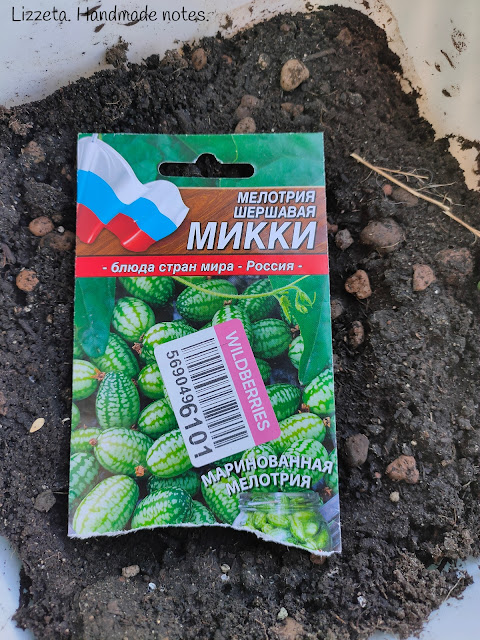 Lizzeta. Handmade notes.
МЕЛОТРИЯ
ШЕРШАВАЯ
МИККИ
- блюда стран мира - Россия -
WILDBERRIES
5690496101
МАРИНОВАННАЯ
МЕЛОТРИЯ